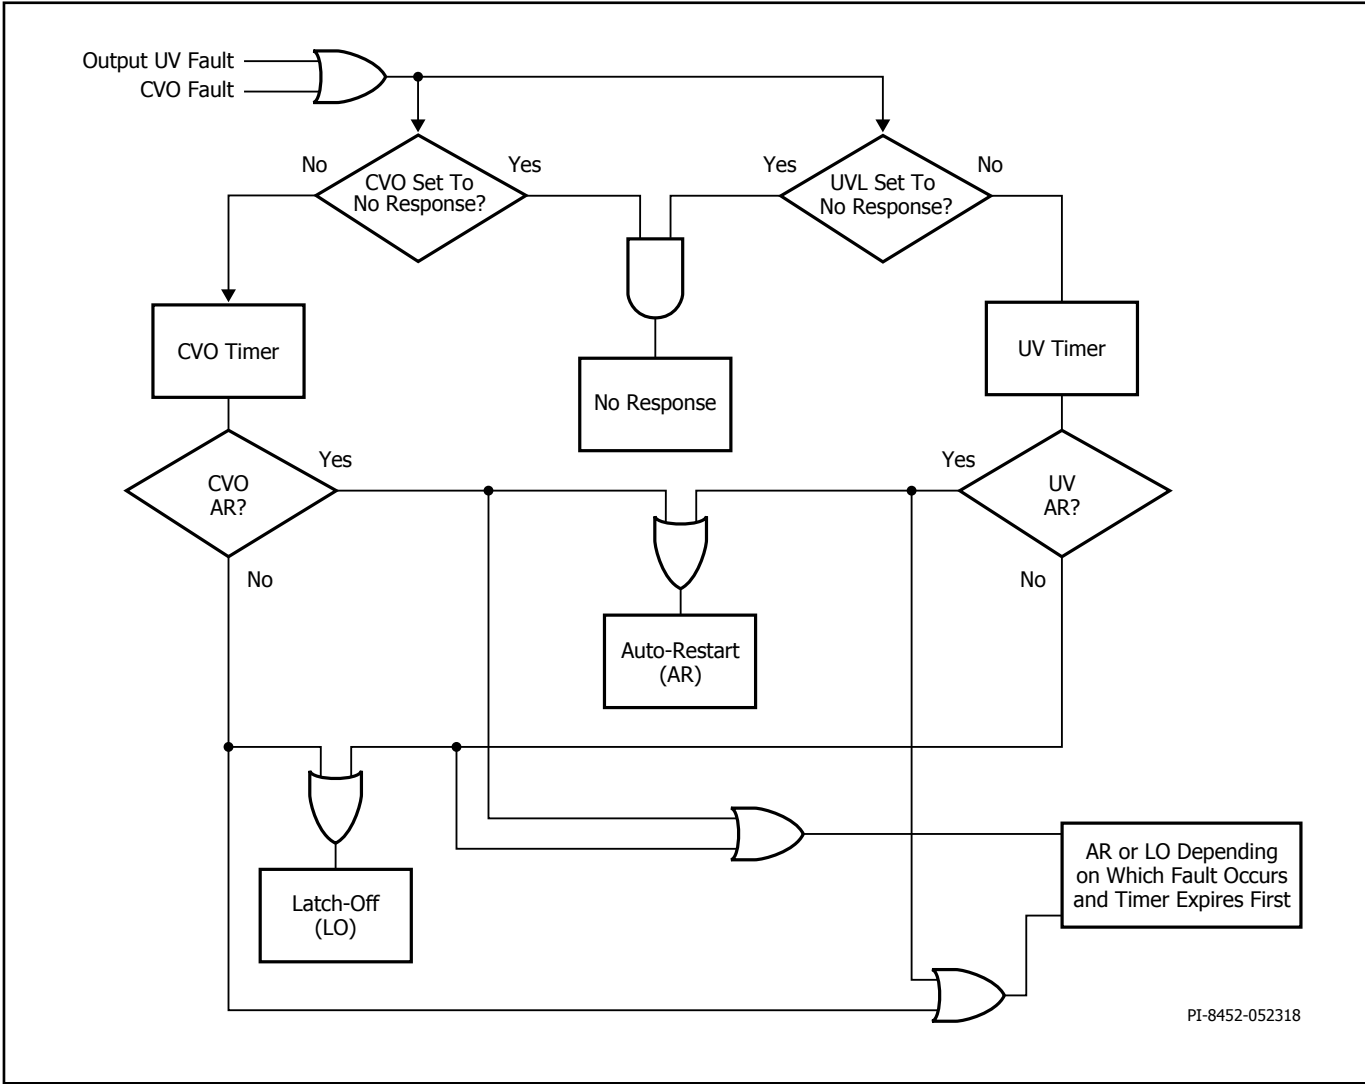 Output UV Fault
CVO Fault
No
Yes
Yes
No
CVO Set To
No Response?
UVL Set To
No Response?
CVO Timer
UV Timer
No Response
Yes
Yes
CVO
AR?
UV
AR?
No
No
Auto-Restart
(AR)
AR or LO Depending
on Which Fault Occurs
and Timer Expires First
Latch-Off
(LO)
PI-8452-052318